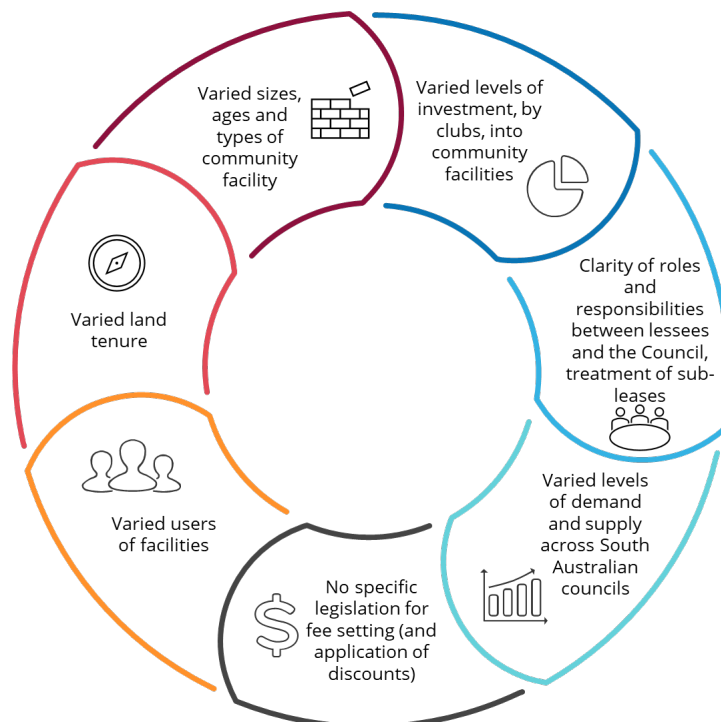 Varied sizes,
ages and
types of
community
facility
Varied levels of
investment, by
clubs, into
community
facilities
Clarity of roles
and
responsibilities
between lessees
and the Council,
treatment of sub-
leases
Varied levels
of demand
and supply
across South
Australian
councils
No specific
legislation for
fee setting (and
application of
discounts)
Varied users
of facilities
Varied land
tenure